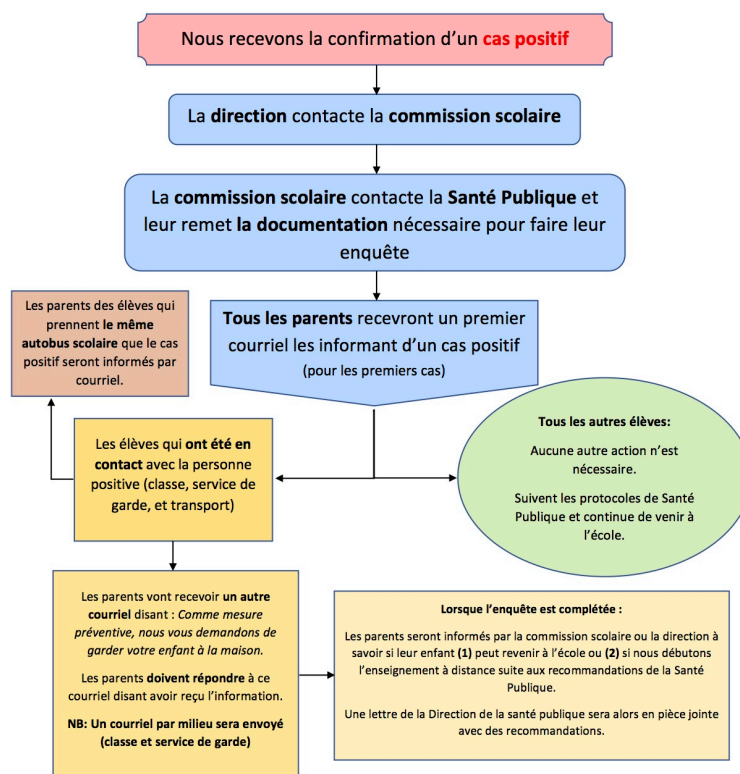 Nous recevons la confirmation d’un cas positif
La direction contacte la commission scolaire
La commission scolaire contacte la Santé Publique et
leur remet la documentation nécessaire pour faire leur
enquête
Tous les parents recevront un premier
courriel les informant d’un cas positif
(pour les premiers cas)
Les parents des élèves qui
prennent le même
autobus scolaire que le cas
positif seront informés par
courriel.
Les élèves qui ont été en
contact avec la personne
positive (classe, service de
garde, et transport)
Tous les autres élèves:
Aucune autre action n’est
nécessaire.
Suivent les protocoles de Santé
Publique et continue de venir à
l’école.
Les parents vont recevoir un autre
courriel disant : Comme mesure
préventive, nous vous demandons de
garder votre enfant à la maison.
Les parents doivent répondre à ce
courriel disant avoir reçu l’information.
NB: Un courriel par milieu sera envoyé
(classe et service de garde)
Lorsque l’enquête est complétée :
Les parents seront informés par la commission scolaire ou la direction à
savoir si leur enfant (1) peut revenir à l’école ou (2) si nous débutons
l’enseignement à distance suite aux recommandations de la Santé
Publique.
Une lettre de la Direction de la santé publique sera alors en pièce jointe
avec des recommandations.